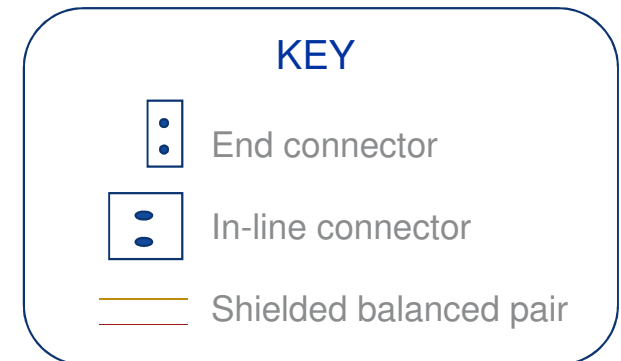 KEY
End connector
In-line connector
Shielded balanced pair